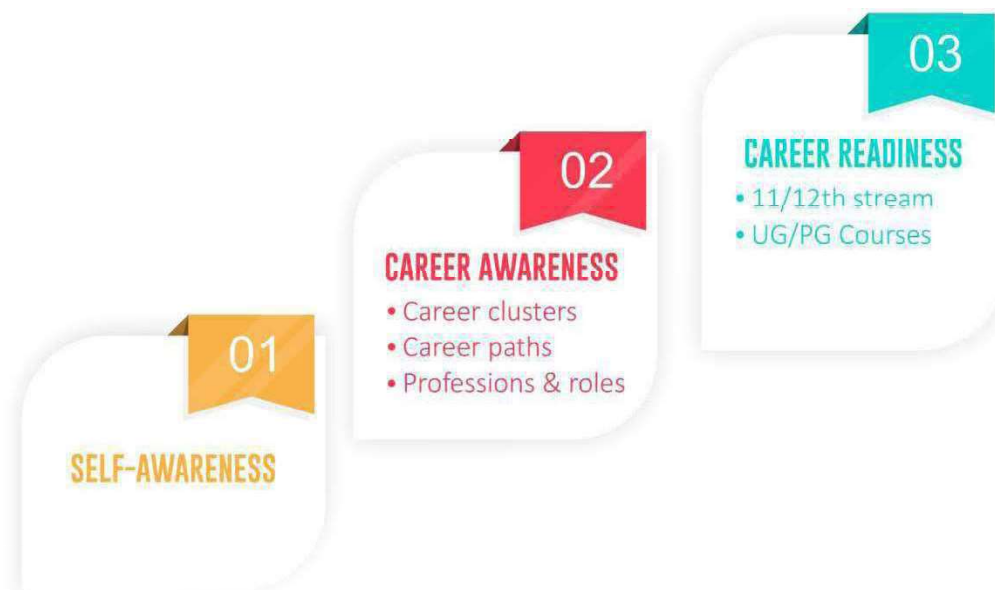 01
SELF-AWARENESS
02
CAREER AWARENESS
• Career clusters
• Career paths
• Professions & roles
03
CAREER READINESS
• 11/12th stream
• UG/PG Courses